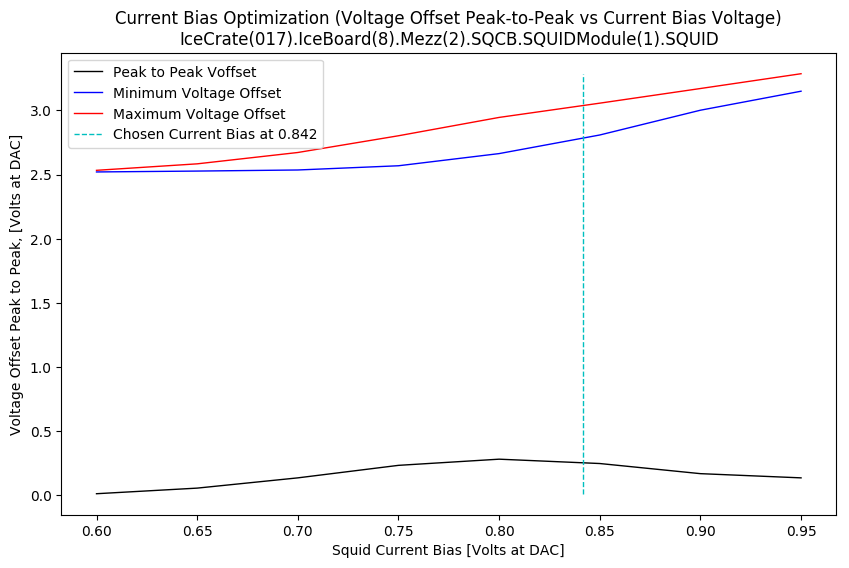 Current Bias Optimization (Voltage Offset Peak-to-Peak vs Current Bias Voltage)
IceCrate(017).IceBoard(8).Mezz(2).SQCB.SQUIDModule(1).SQUID
Peak to Peak Voffset
Minimum Voltage Offset
Maximum Voltage Offset
Chosen Current Bias at 0.842
Voltage Offset Peak to Peak, [Volts at DAC]
3.0
2.5
2.0
1.5
1.0
0.5
0.0
0.60 0.65 0.70 0.75 0.80 0.85 0.90 0.95
Squid Current Bias [Volts at DAC]